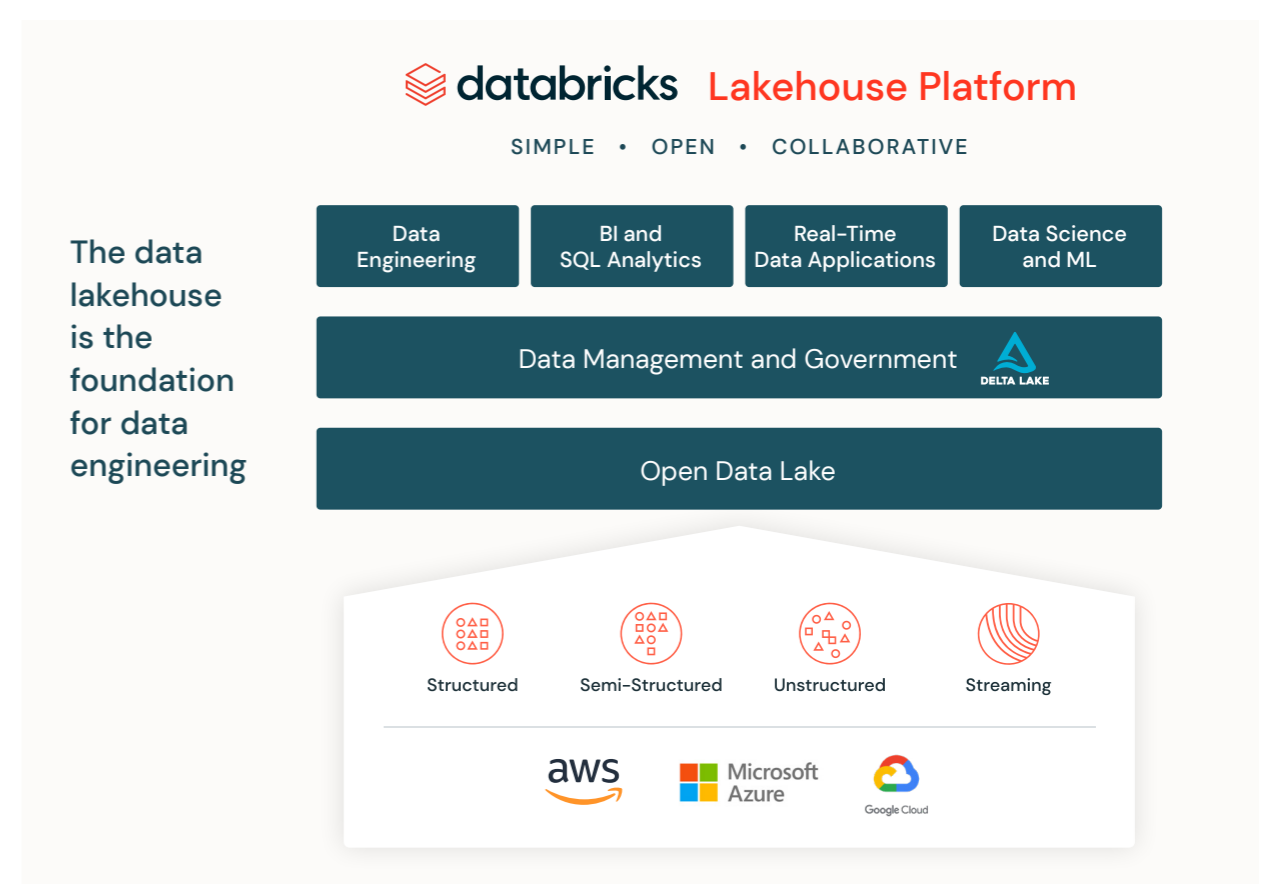 databricks Lakehouse Platform
SIMPLE • OPEN • COLLABORATIVE
The data
lakehouse
is the
foundation
for data
engineering
Data
Engineering
BI and
SQL Analytics
Real-Time
Data Applications
Data Science
and ML
Data Management and Government
DELTA LAKE
Open Data Lake
Structured
Semi-Structured
Unstructured
Streaming
aws
Microsoft
Azure
Google Cloud